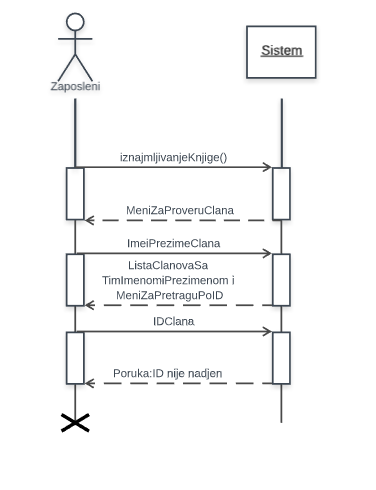 Zaposleni
Sistem
iznajmljivanjeKnjige()
MeniZaProveruClana
ImeiPrezimeClana
ListaClanovaSa
TimImenomiPrezimenom i
MeniZaPretraguPoID
IDClana
Poruka:ID nije nadjen